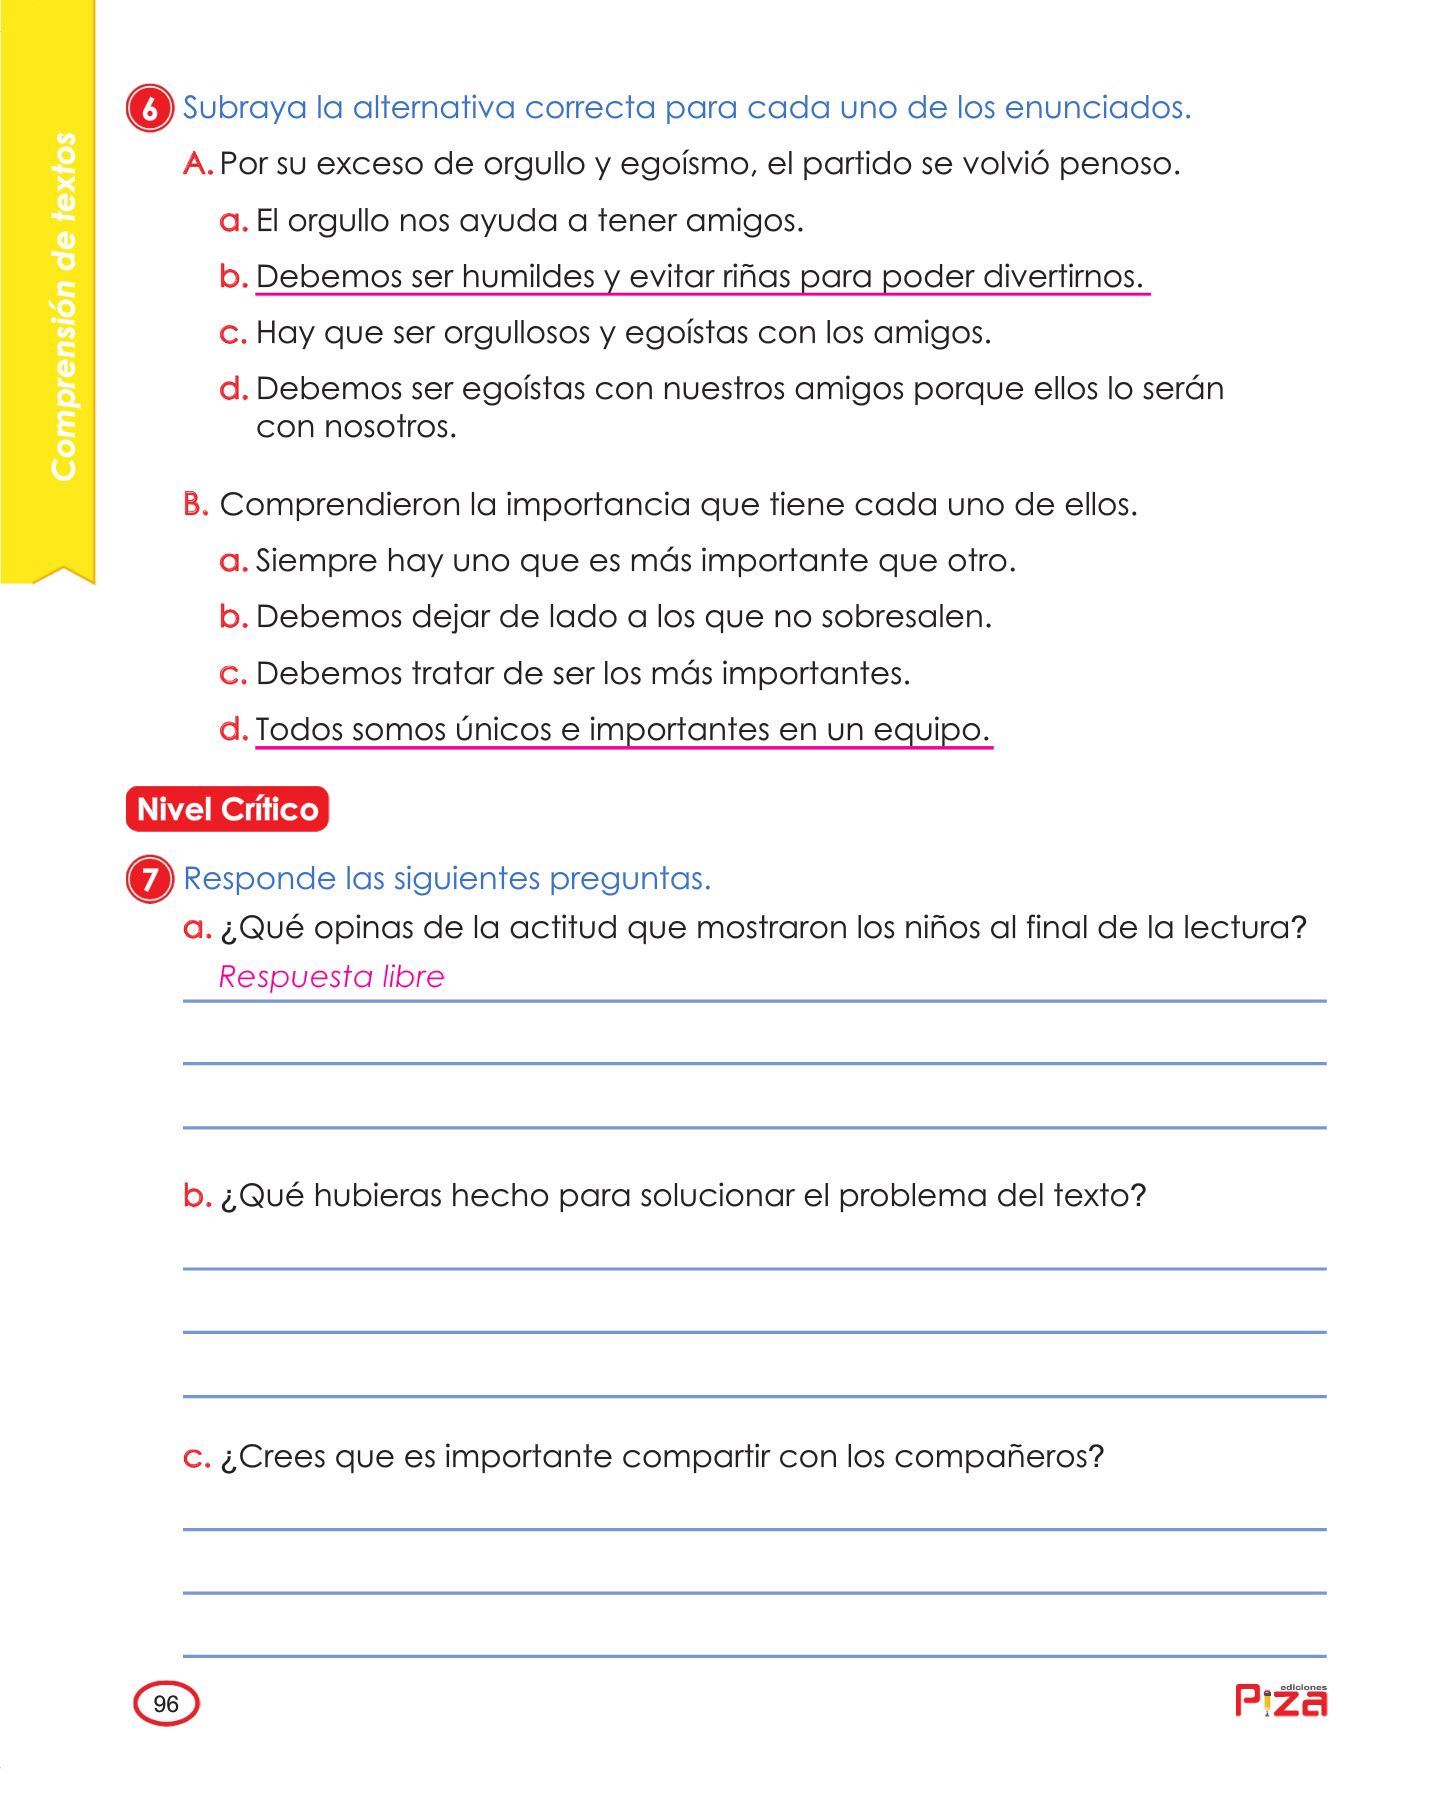 Comprensión de textos
6 Subraya la alternativa correcta para cada uno de los enunciados.
A. Por su exceso de orgullo y egoísmo, el partido se volvió penoso.
a. El orgullo nos ayuda a tener amigos.
b. Debemos ser humildes y evitar riñas para poder divertirnos.
c. Hay que ser orgullosos y egoístas con los amigos.
d. Debemos ser egoístas con nuestros amigos porque ellos lo serán
con nosotros.
B. Comprendieron la importancia que tiene cada uno de ellos.
a. Siempre hay uno que es más importante que otro.
b. Debemos dejar de lado a los que no sobresalen.
c. Debemos tratar de ser los más importantes.
d. Todos somos únicos e importantes en un equipo.
Nivel Crítico
7 Responde las siguientes preguntas.
a. ¿Qué opinas de la actitud que mostraron los niños al final de la lectura?
Respuesta libre
b. ¿Qué hubieras hecho para solucionar el problema del texto?
c. ¿Crees que es importante compartir con los compañeros?
96
ediciones
Piza